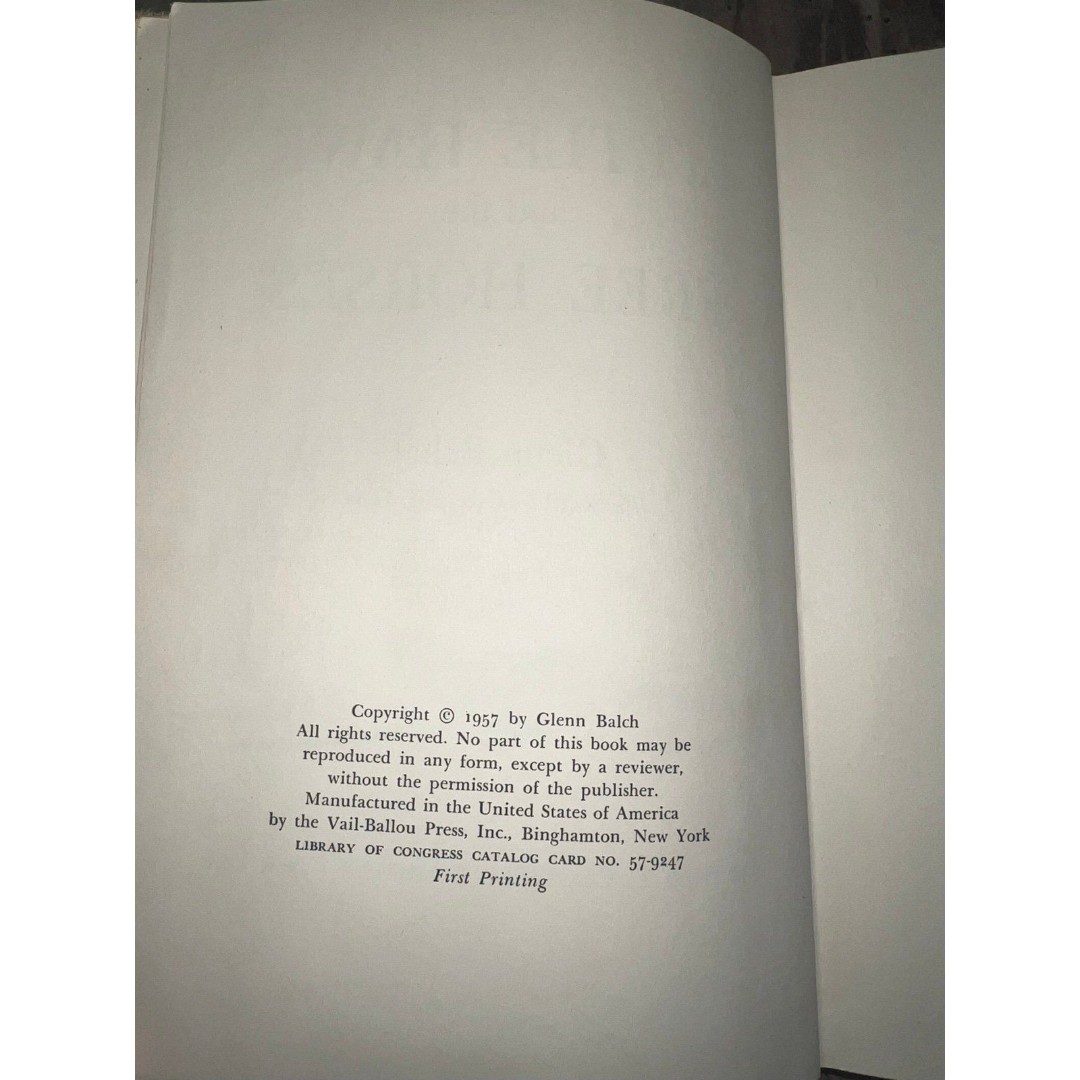 Copyright © 1957 by Glenn Balch
All rights reserved. No part of this book may be
reproduced in any form, except by a reviewer,
without the permission of the publisher.
Manufactured in the United States of America
by the Vail-Ballou Press, Inc., Binghamton, New York
LIBRARY OF CONGRESS CATALOG CARD NO. 57-9247
First Printing